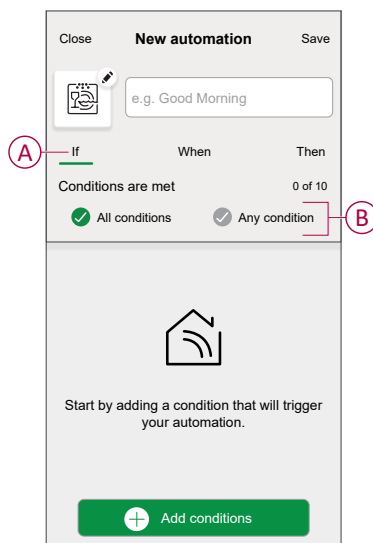 Close New automation Save
e.g. Good Morning
A If When Then
Conditions are met 0 of 10
All conditions Any condition B
Start by adding a condition that will trigger
your automation.
Add conditions